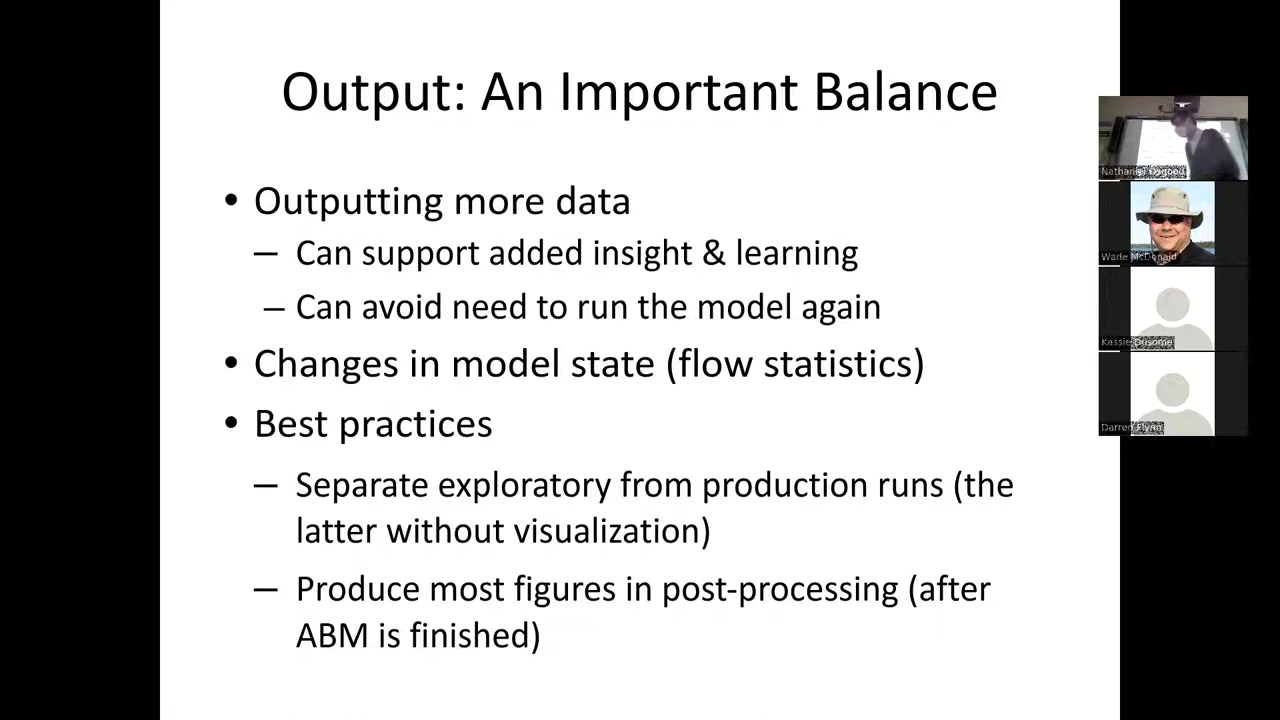 Output: An Important Balance
• Outputting more data
– Can support added insight & learning
– Can avoid need to run the model again
• Changes in model state (flow statistics)
• Best practices
– Separate exploratory from production runs (the
latter without visualization)
– Produce most figures in post-processing (after
ABM is finished)
Nathaniel Osgood
Wade McDonald
Kassie
Darren Flynn